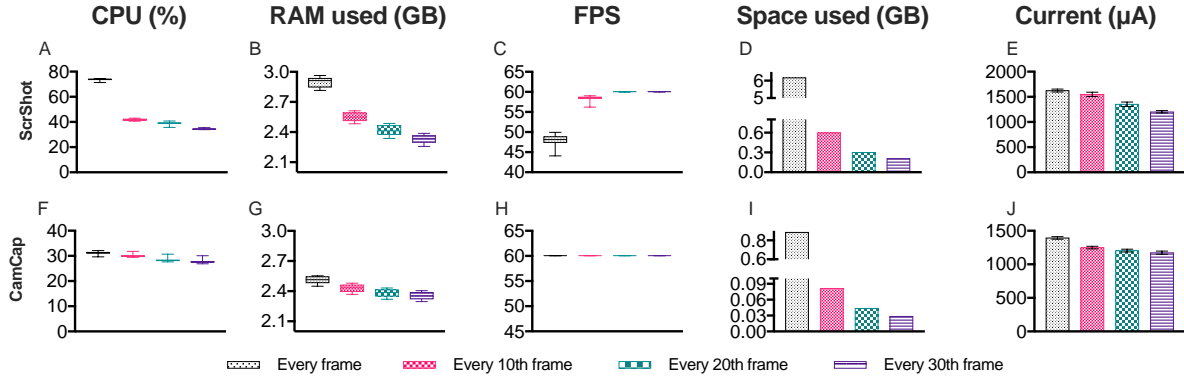 CPU (%) RAM used (GB) FPS Space used (GB) Current (µA)
A B C D E
ScrShot
80 60 40 20 0
3.0 2.7 2.4 2.1
65 60 55 50 45 40
6 5 0.6 0.3 0.0
2000 1500 1000 500 0
F G H I J
CamCap
40 30 20 10 0
3.0 2.7 2.4 2.1
65 60 55 50 45
0.8 0.6 0.09 0.06 0.03 0.00
1500 1000 500 0
Every frame Every 10th frame Every 20th frame Every 30th frame